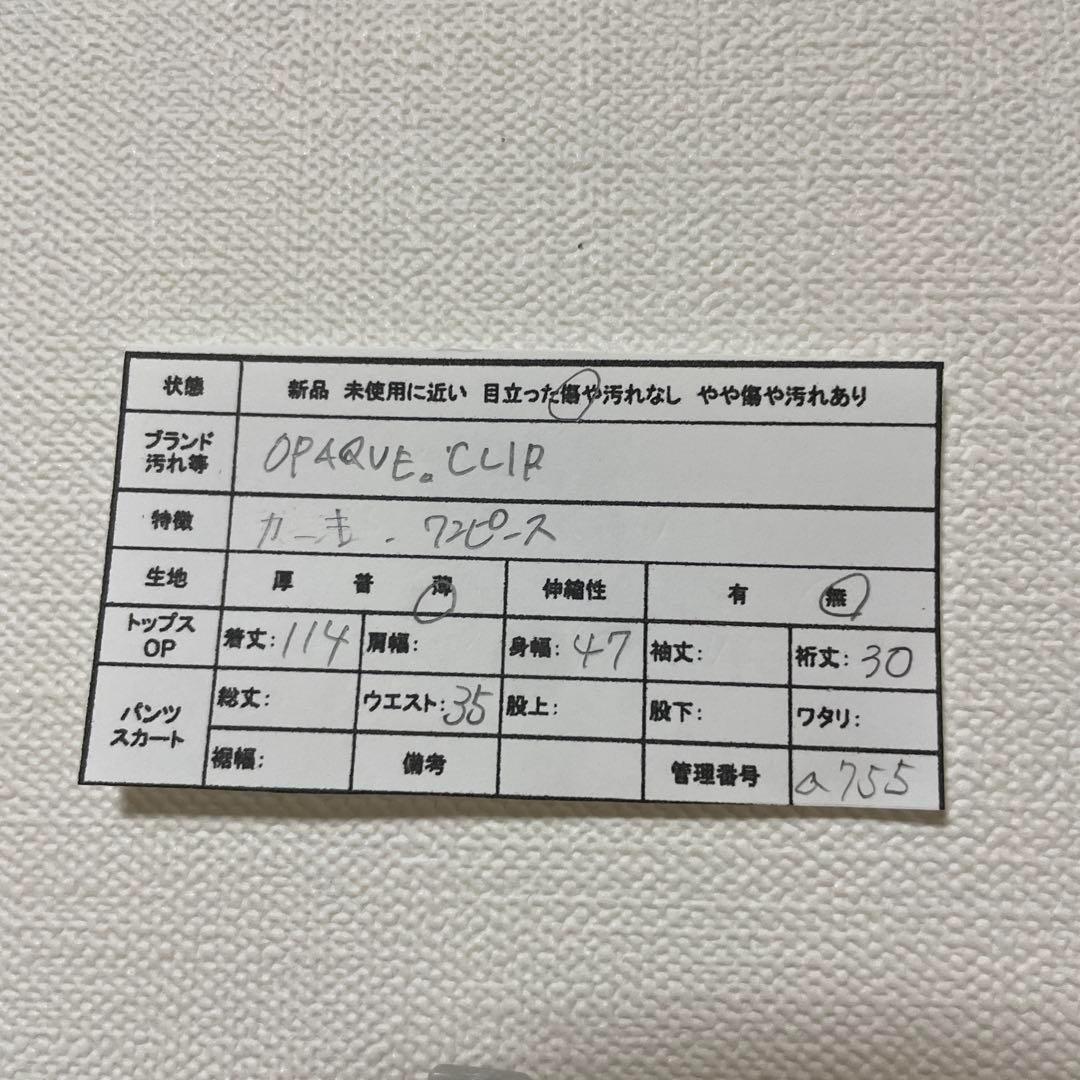 状態 新品 未使用に近い 目立った傷や汚れなし やや傷や汚れあり
ブランド
汚れ等 OPAQUE.CLIP
特徴 カーキ. ワンピース
生地 厚 普 薄 伸縮性 有 無
トップス
OP 着丈:114 肩幅: 身幅:47 袖丈: 裄丈:30
パンツ
スカート 総丈: ウエスト:35 股上: 股下: ワタリ:
裾幅: 備考 管理番号 a755